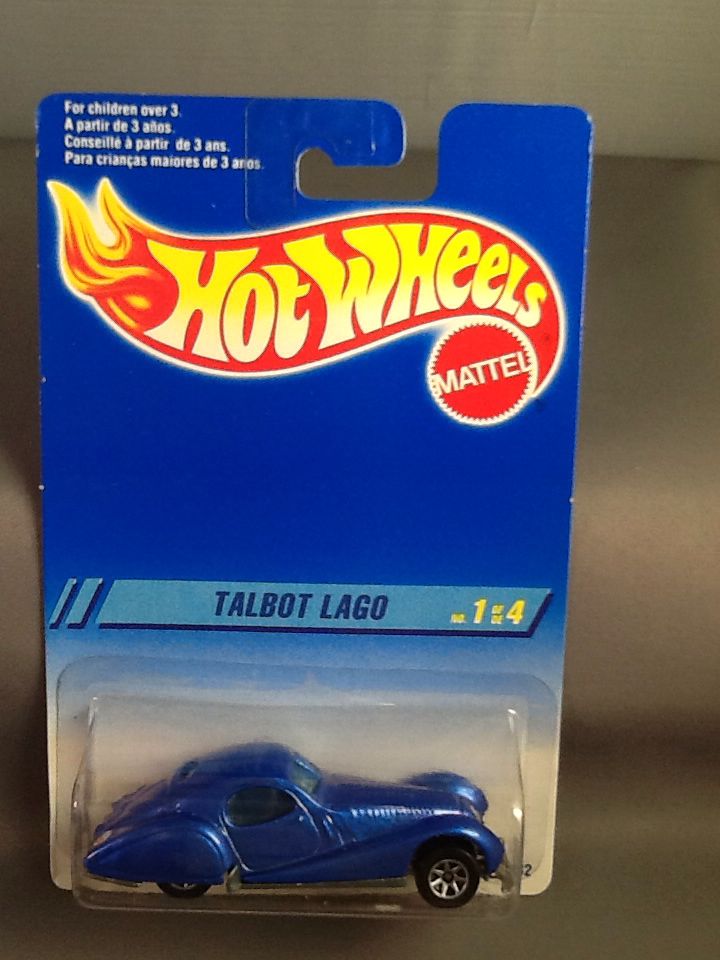 For children over 3.
A partir de 3 años.
Conseillé à partir de 3 ans.
Para crianças maiores de 3 anos.
HOT WHEELS
MATTEL
TALBOT LAGO
NO. 1 OF DE 4